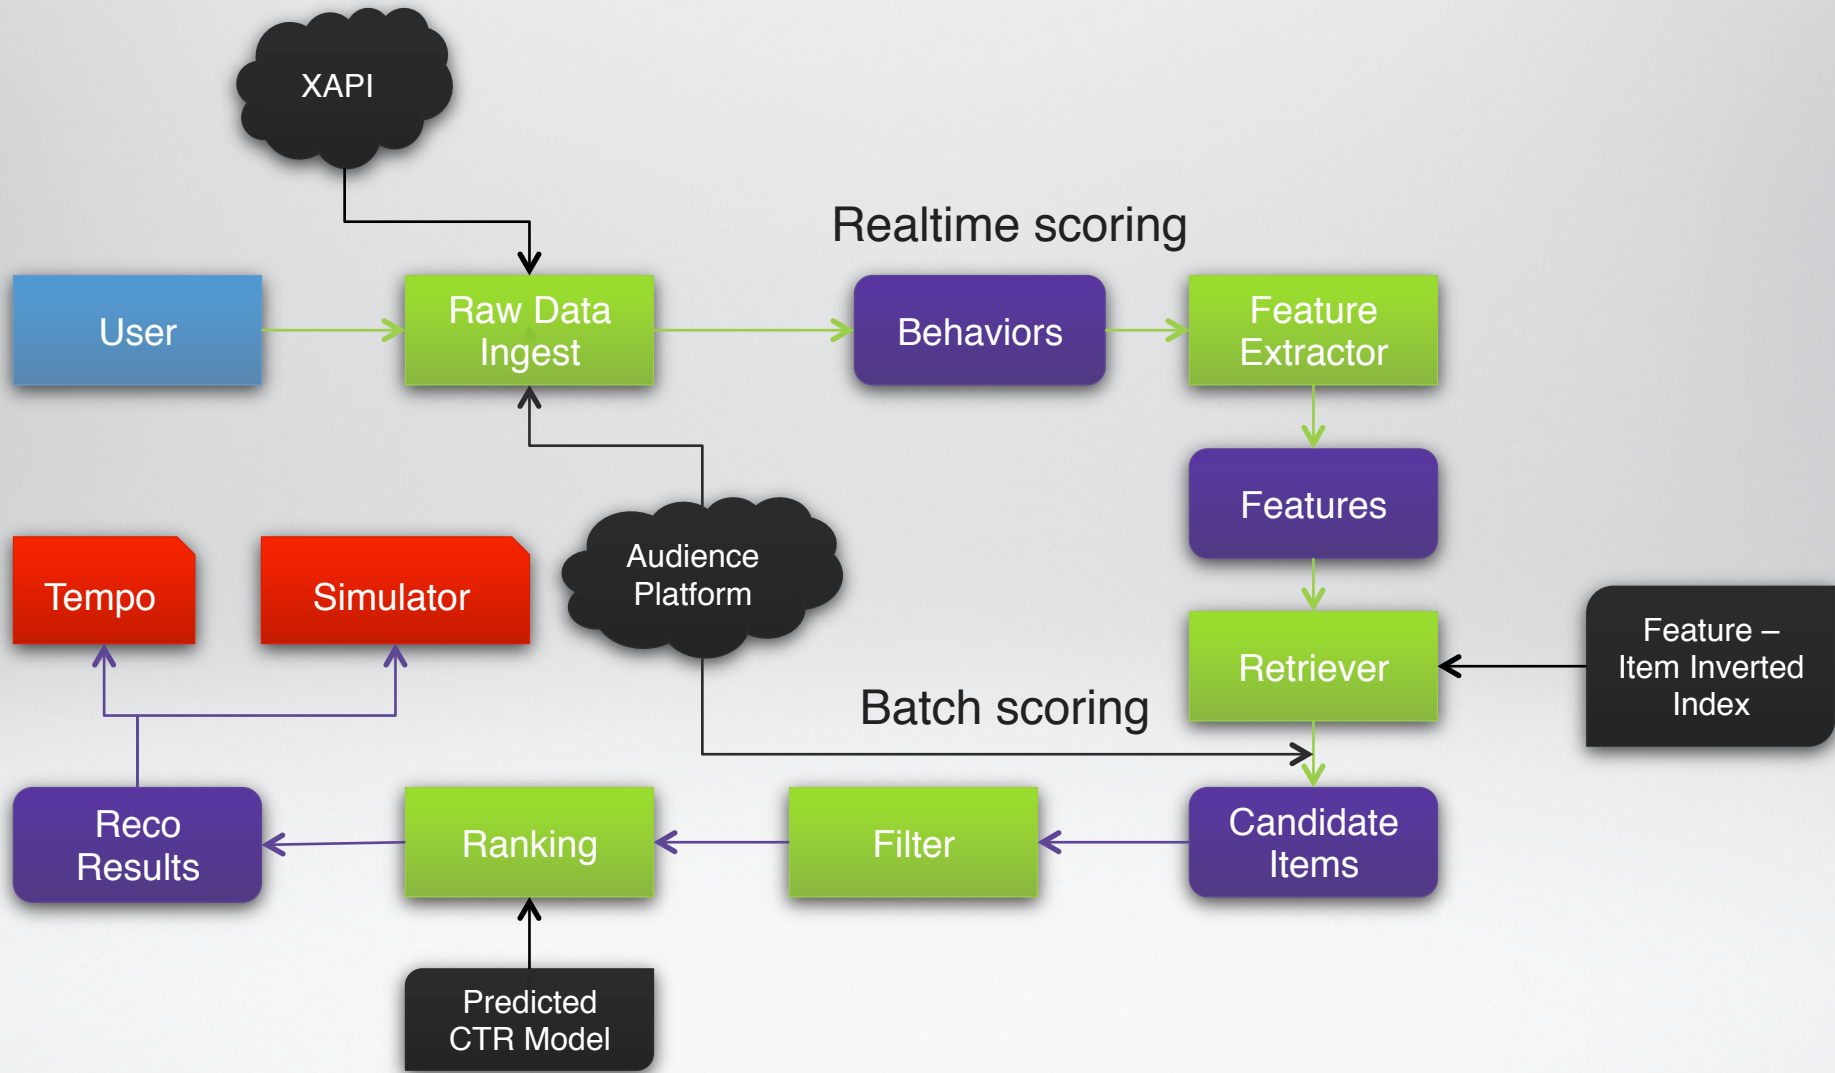 XAPI
Realtime scoring
User
Raw Data
Ingest
Behaviors
Feature
Extractor
Features
Tempo
Simulator
Audience
Platform
Retriever
Feature –
Item Inverted
Index
Batch scoring
Reco
Results
Ranking
Filter
Candidate
Items
Predicted
CTR Model